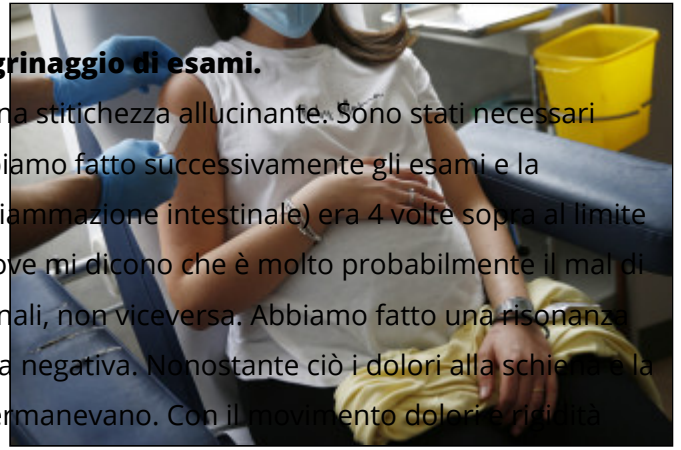 grinaggio di esami.
na stitichezza allucinante. Sono stati necessari
iamo fatto successivamente gli esami e la
iammazione intestinale) era 4 volte sopra al limite
ove mi dicono che è molto probabilmente il mal di
nali, non viceversa. Abbiamo fatto una risonanza
a negativa. Nonostante ciò i dolori alla schiena e la
ermanevano. Con il movimento dolori e rigidità